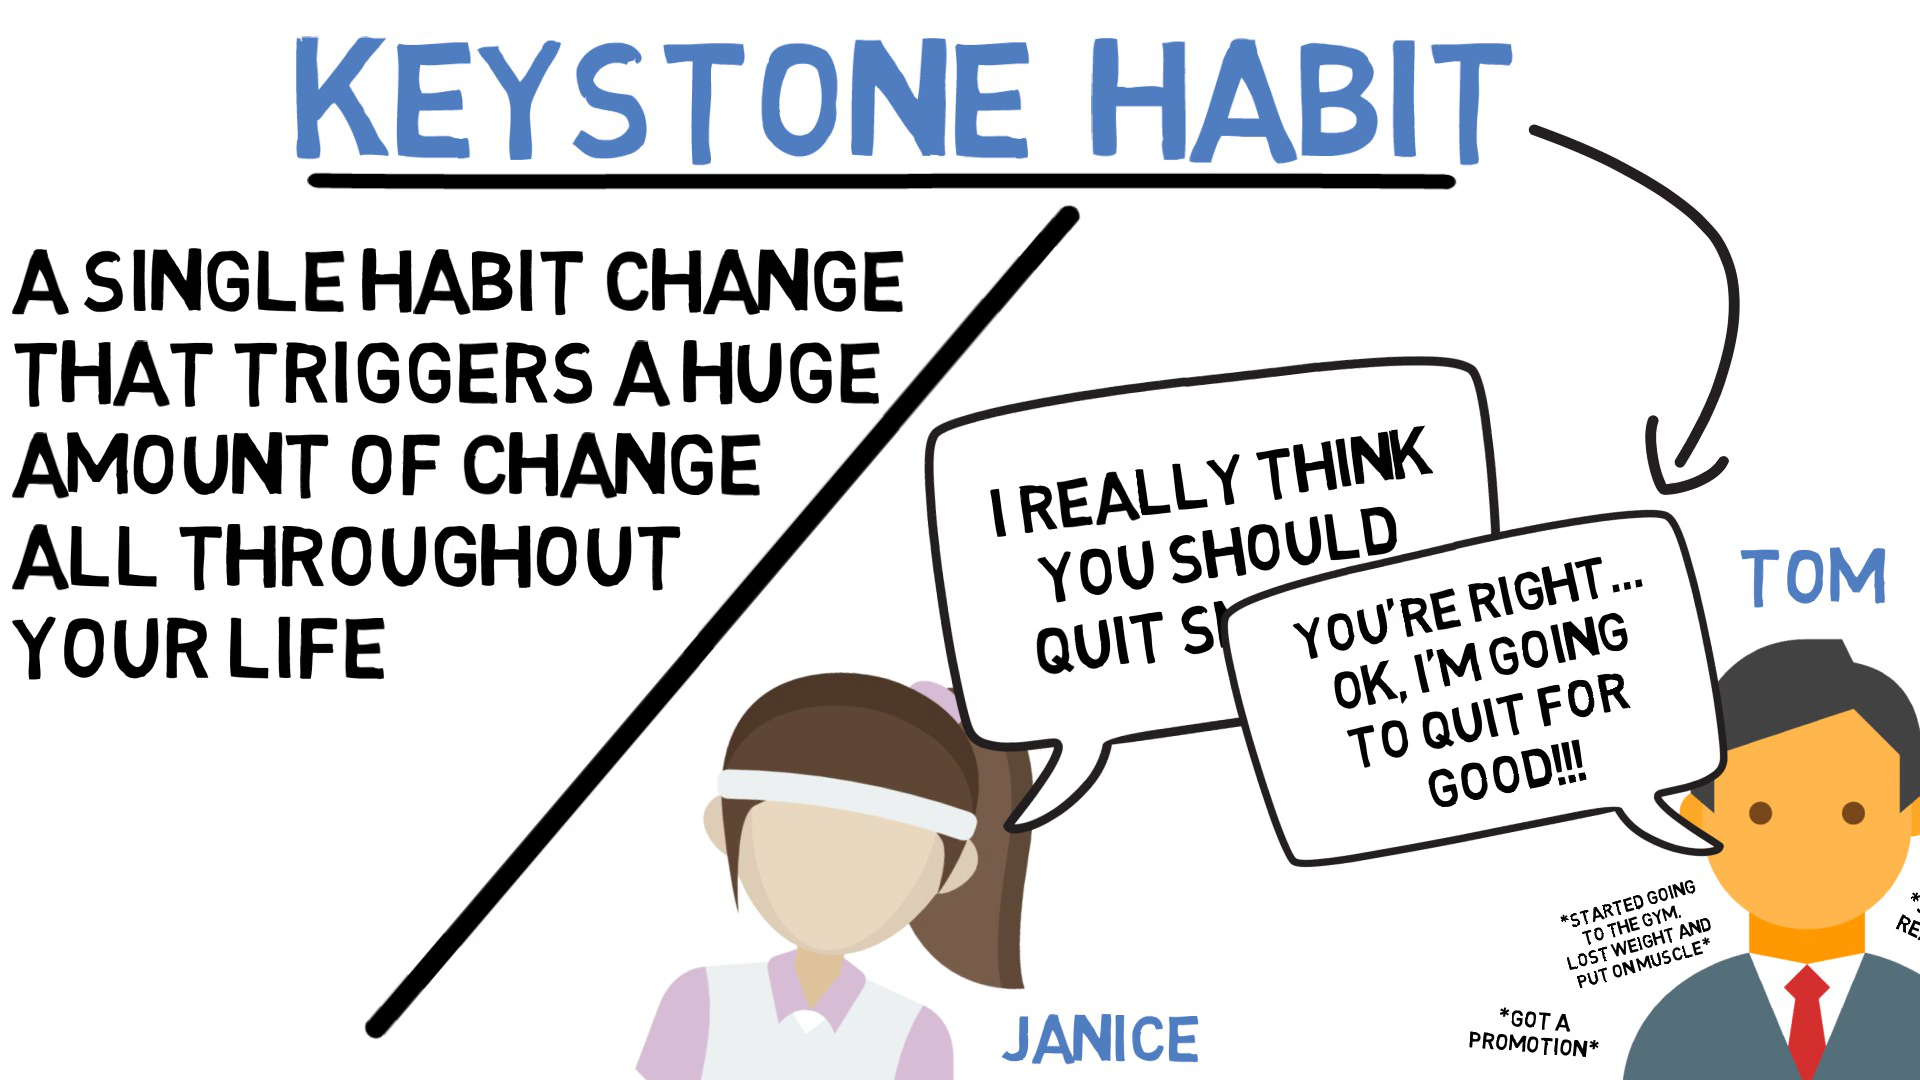 KEYSTONE HABIT
A SINGLE HABIT CHANGE
THAT TRIGGERS A HUGE
AMOUNT OF CHANGE
ALL THROUGHOUT
YOUR LIFE
I REALLY THINK
YOU SHOULD
QUIT
YOU'RE RIGHT...
OK, I'M GOING
TO QUIT FOR
GOOD!!!
TOM
*STARTED GOING
TO THE GYM,
LOST WEIGHT AND
PUT ON MUSCLE*
*GOT A
PROMOTION*
JANICE